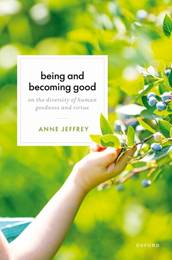 being and
becoming good
on the diversity of human
goodness and virtue
ANNE JEFFREY
OXFORD